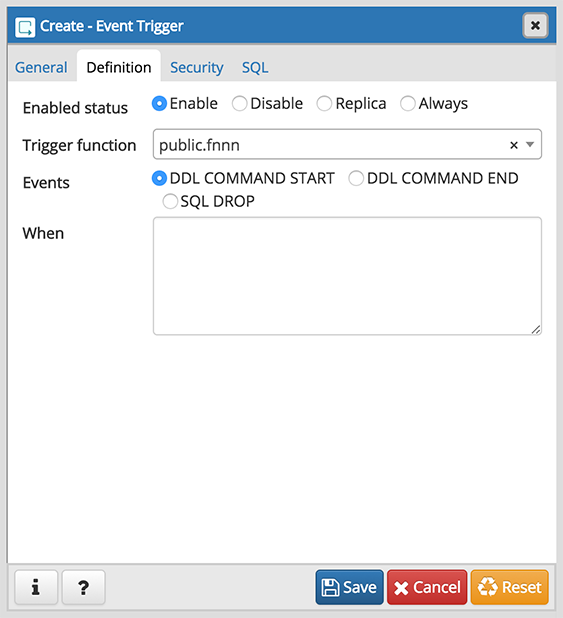 Create - Event Trigger
General Definition Security SQL
Enabled status Enable Disable Replica Always
Trigger function public.fnnn
Events DDL COMMAND START DDL COMMAND END
SQL DROP
When
i ? Save Cancel Reset